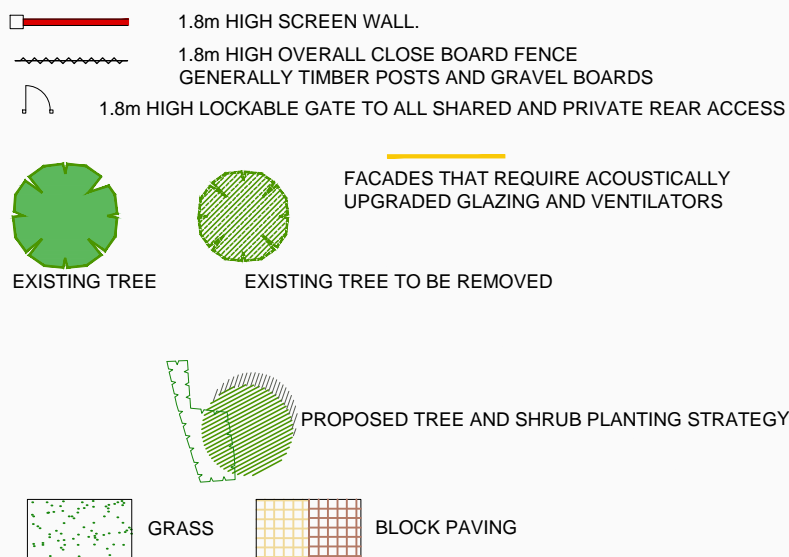 1.8m HIGH SCREEN WALL.
1.8m HIGH OVERALL CLOSE BOARD FENCE
GENERALLY TIMBER POSTS AND GRAVEL BOARDS
1.8m HIGH LOCKABLE GATE TO ALL SHARED AND PRIVATE REAR ACCESS
FACADES THAT REQUIRE ACOUSTICALLY
UPGRADED GLAZING AND VENTILATORS
EXISTING TREE
EXISTING TREE TO BE REMOVED
PROPOSED TREE AND SHRUB PLANTING STRATEGY
GRASS
BLOCK PAVING